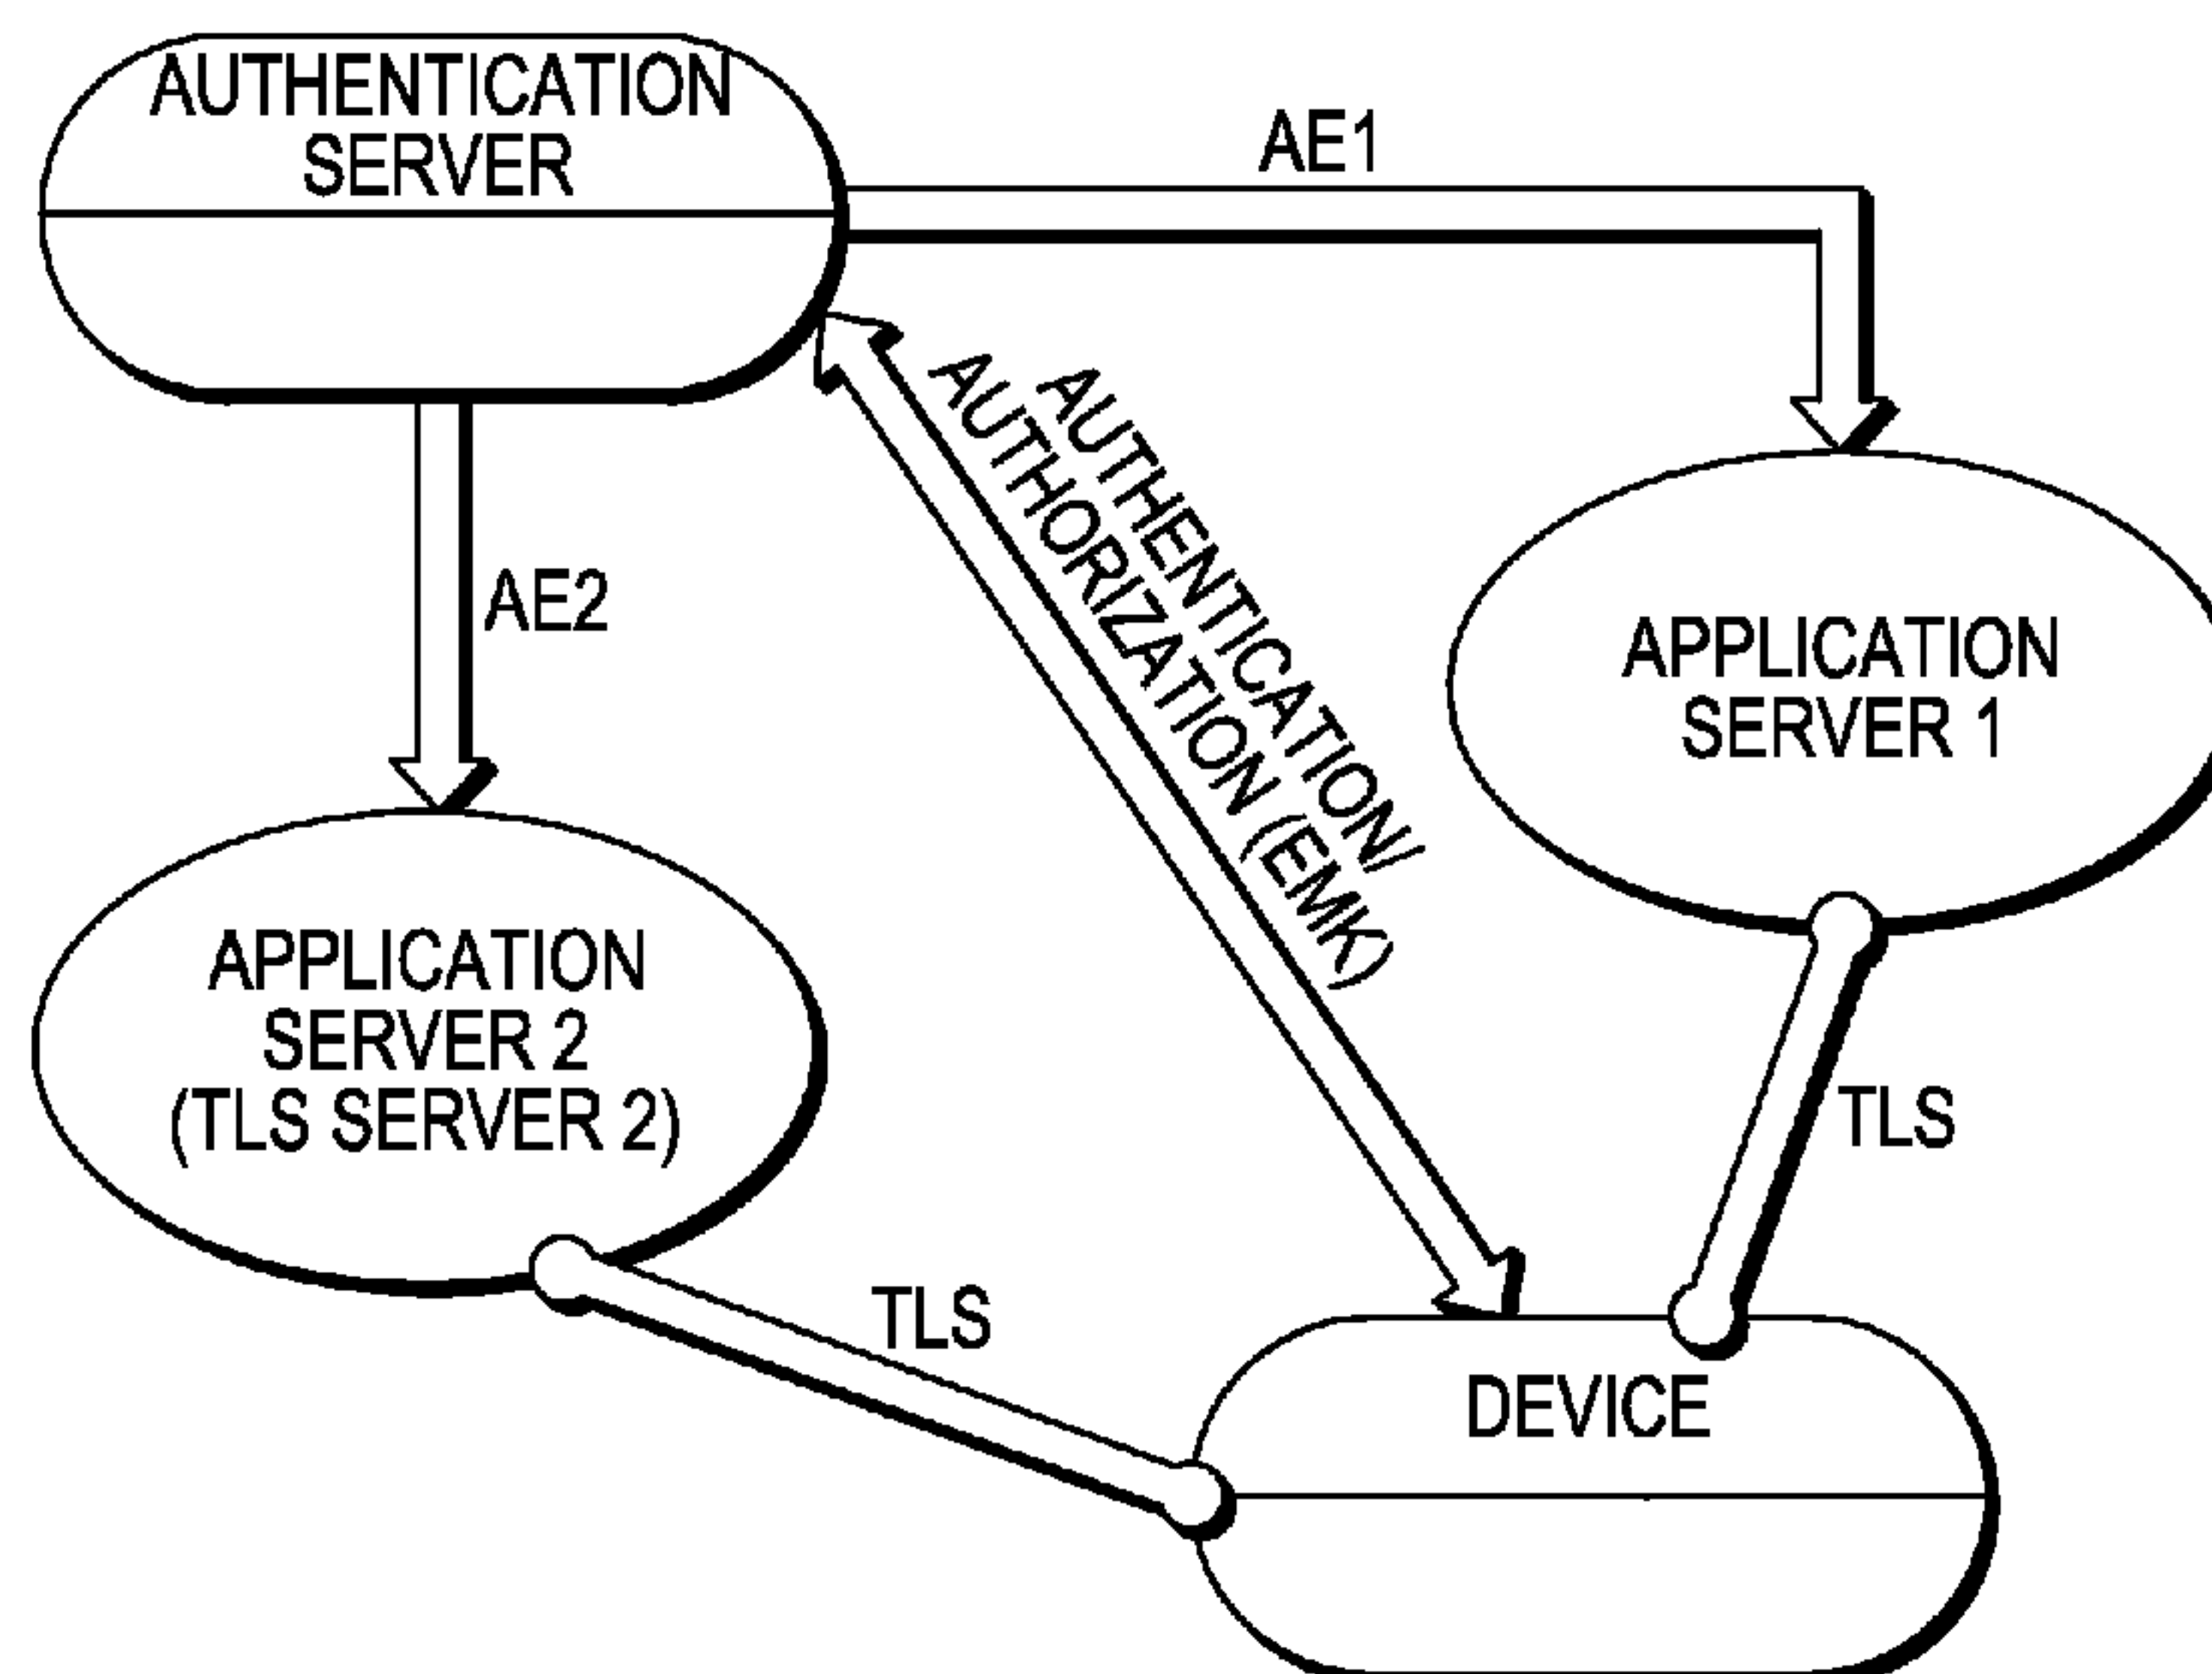 AUTHENTICATION
SERVER
AE1
AUTHENTICATION/
AUTHORIZATION (EMK)
AE2
APPLICATION
SERVER 1
APPLICATION
SERVER 2
(TLS SERVER 2)
TLS
TLS
DEVICE